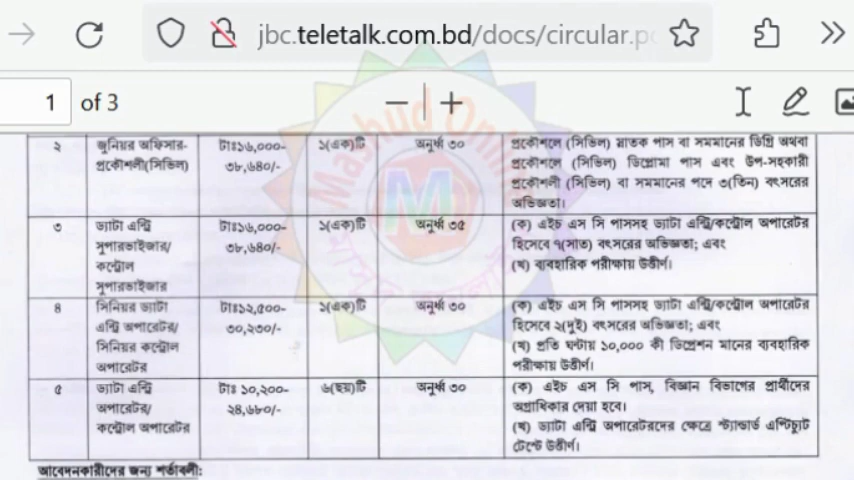 jbc.teletalk.com.bd/docs/circular.p
1 of 3
২ জুনিয়র অফিসার- টাঃ১৬,০০০- ১(এক)টি অনুর্ধ্ব ৩০ প্রকৌশলে (সিভিল) স্নাতক পাস বা সমমানের ডিগ্রি অথবা
প্রকৌশলী(সিভিল) ৩৮,৬৪০/- প্রকৌশলে (সিভিল) ডিপ্লোমা পাস এবং উপ-সহকারী
প্রকৌশলী (সিভিল) বা সমমানের পদে ৩(তিন) বৎসরের
অভিজ্ঞতা।
৩ ড্যাটা এন্ট্রি টাঃ১৬,০০০- ১(এক)টি অনুর্ধ্ব ৩৫ (ক) এইচ এস সি পাসসহ ড্যাটা এন্ট্রি/কন্ট্রোল অপারেটর
সুপারভাইজার/ ৩৮,৬৪০/- হিসেবে ৭(সাত) বৎসরের অভিজ্ঞতা; এবং
কন্ট্রোল (খ) ব্যবহারিক পরীক্ষায় উত্তীর্ণ।
সুপারভাইজার
৪ সিনিয়র ড্যাটা টাঃ১২,৫০০- ১(এক)টি অনুর্ধ্ব ৩০ (ক) এইচ এস সি পাসসহ ড্যাটা এন্ট্রি/কন্ট্রোল অপারেটর
এন্ট্রি অপারেটর/ ৩০,২৩০/- হিসেবে ২(দুই) বৎসরের অভিজ্ঞতা; এবং
সিনিয়র কন্ট্রোল (খ) প্রতি ঘন্টায় ১০,০০০ কী ডিপ্রেশন মানের ব্যবহারিক
অপারেটর পরীক্ষায় উত্তীর্ণ।
৫ ড্যাটা এন্ট্রি টাঃ ১০,২০০- ৬(ছয়)টি অনুর্ধ্ব ৩০ (ক) এইচ এস সি পাস, বিজ্ঞান বিভাগের প্রার্থীদের
অপারেটর/ ২৪,৬৮০/- অগ্রাধিকার দেয়া হবে।
কন্ট্রোল অপারেটর (খ) ড্যাটা এন্ট্রি অপারেটরদের ক্ষেত্রে স্ট্যান্ডার্ড এপ্টিচ্যুট
টেস্টে উত্তীর্ণ।
আবেদনকারীদের জন্য শর্তাবলী:
Mashud Online
M